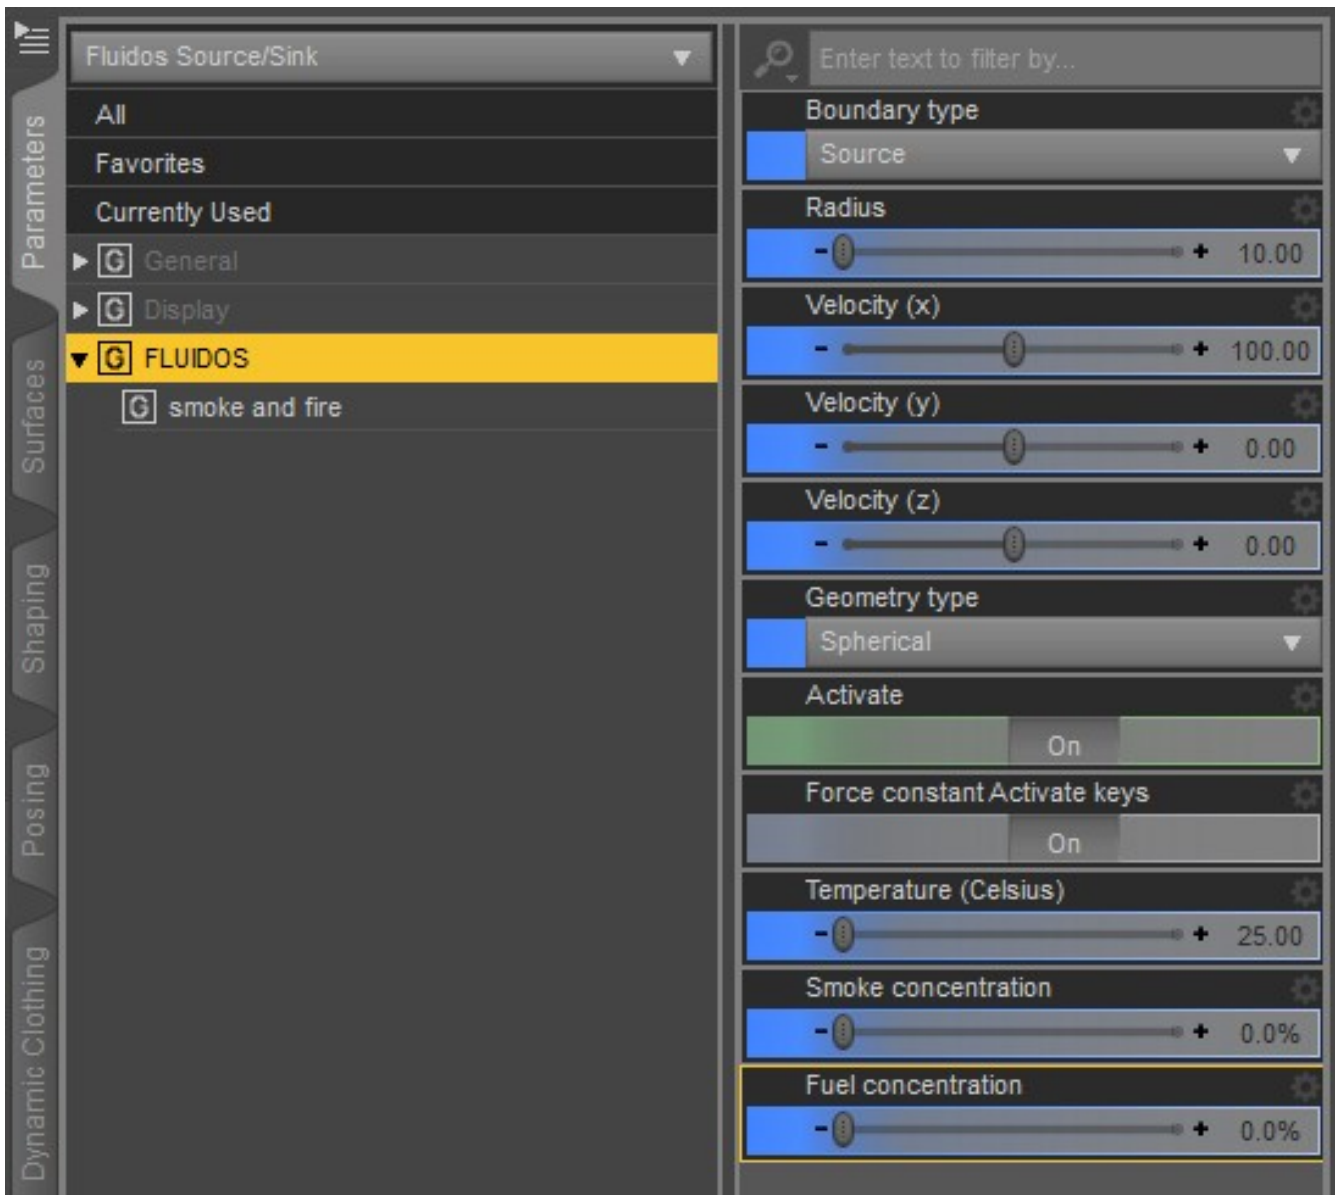 Parameters
Surfaces
Shaping
Posing
Dynamic Clothing
Fluidos Source/Sink
All
Favorites
Currently Used
G General
G Display
G FLUIDOS
G smoke and fire
Enter text to filter by...
Boundary type
Source
Radius
- + 10.00
Velocity (x)
- + 100.00
Velocity (y)
- + 0.00
Velocity (z)
- + 0.00
Geometry type
Spherical
Activate
On
Force constant Activate keys
On
Temperature (Celsius)
- + 25.00
Smoke concentration
- + 0.0%
Fuel concentration
- + 0.0%